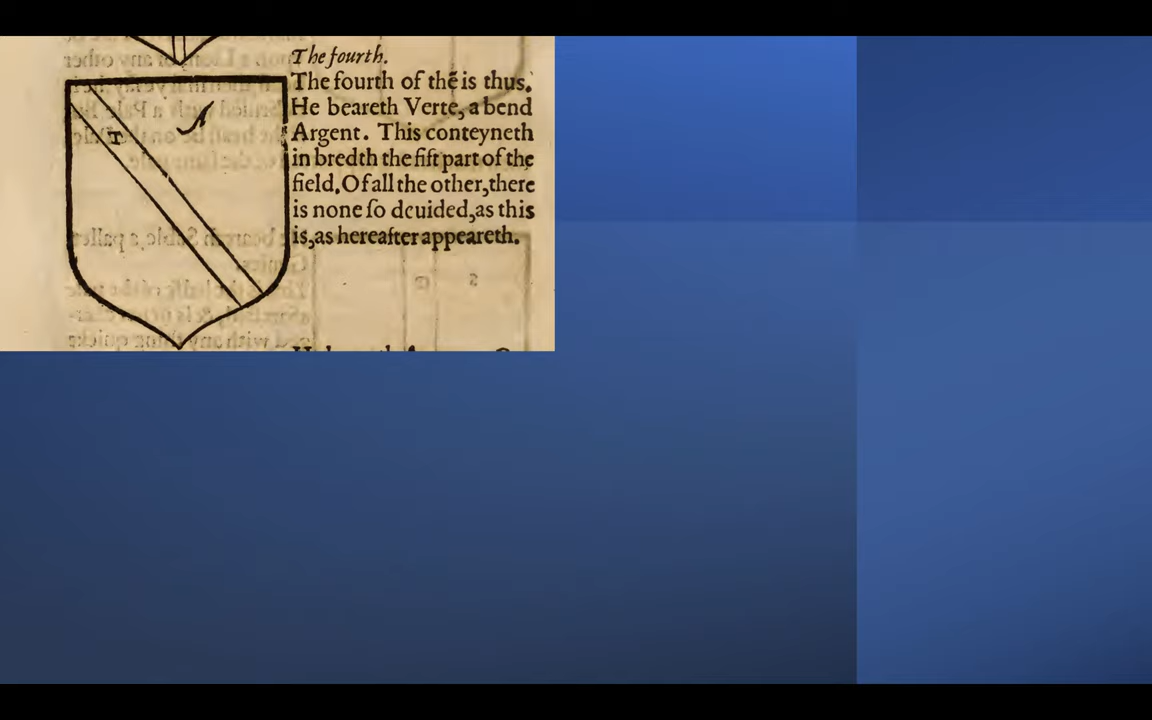 The fourth.
The fourth of thẽ is thus.
He beareth Verte, a bend
Argent. This conteyneth
in bredth the fift part of the
field. Of all the other, there
is none ſo deuided, as this
is, as hereafter appeareth.